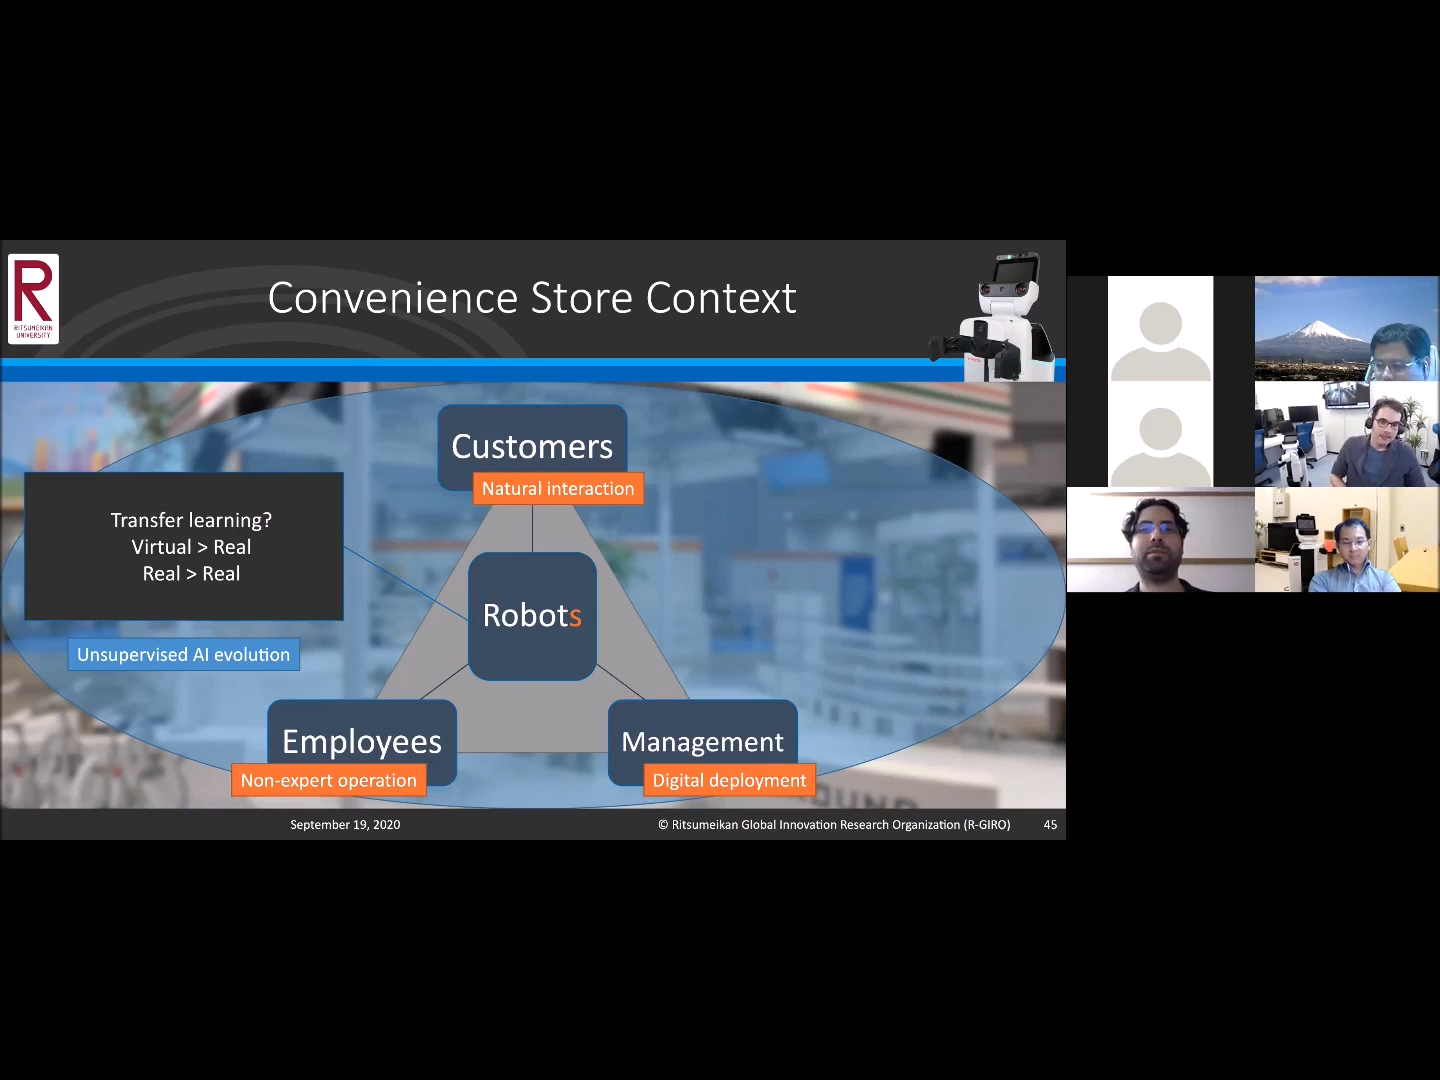 R
RITSUMEIKAN
UNIVERSITY
Convenience Store Context
Customers
Natural interaction
Transfer learning?
Virtual > Real
Real > Real
Robots
Unsupervised AI evolution
Employees
Non-expert operation
Management
Digital deployment
September 19, 2020
© Ritsumeikan Global Innovation Research Organization (R-GIRO)
45